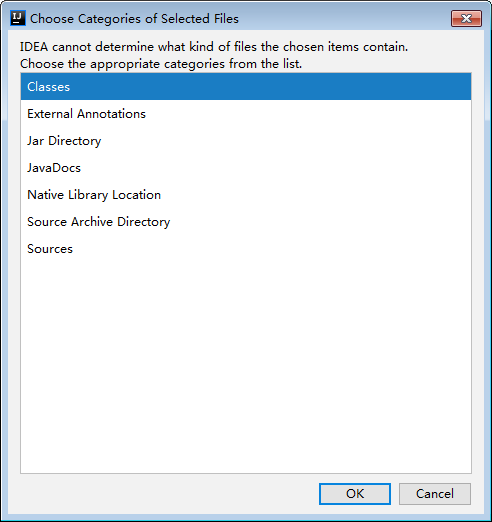 IJ
Choose Categories of Selected Files
IDEA cannot determine what kind of files the chosen items contain.
Choose the appropriate categories from the list.
Classes
External Annotations
Jar Directory
JavaDocs
Native Library Location
Source Archive Directory
Sources
OK
Cancel